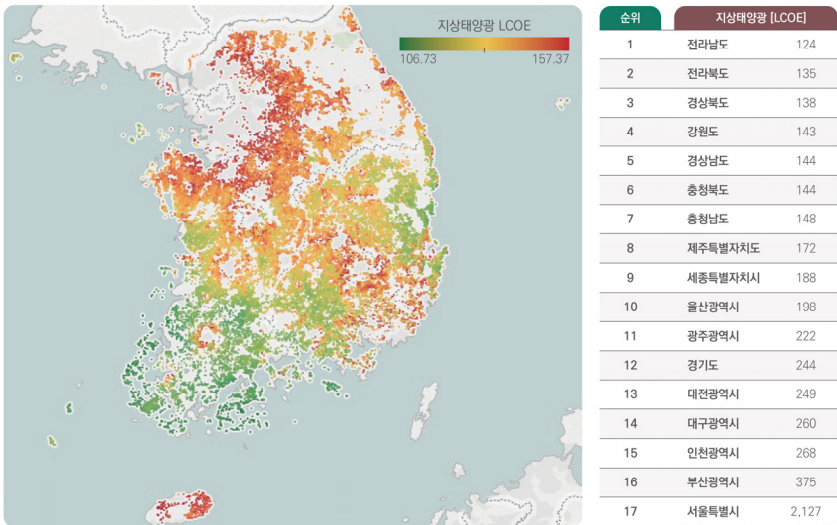 지상태양광 LCOE
106.73 157.37
순위 지상태양광 [LCOE]
1 전라남도 124
2 전라북도 135
3 경상북도 138
4 강원도 143
5 경상남도 144
6 충청북도 144
7 충청남도 148
8 제주특별자치도 172
9 세종특별자치시 188
10 울산광역시 198
11 광주광역시 222
12 경기도 244
13 대전광역시 249
14 대구광역시 260
15 인천광역시 268
16 부산광역시 375
17 서울특별시 2,127